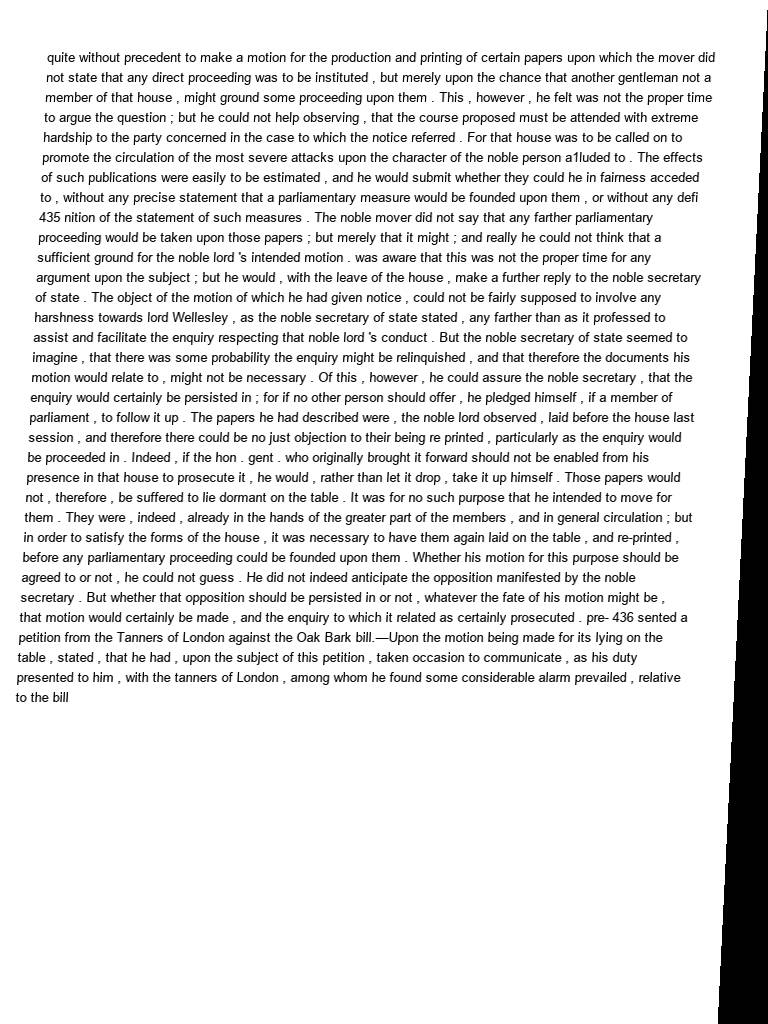 quite without precedent to make a motion for the production and printing of certain papers upon which the mover did
not state that any direct proceeding was to be instituted , but merely upon the chance that another gentleman not a
member of that house , might ground some proceeding upon them . This , however , he felt was not the proper time
to argue the question ; but he could not help observing , that the course proposed must be attended with extreme
hardship to the party concerned in the case to which the notice referred . For that house was to be called on to
promote the circulation of the most severe attacks upon the character of the noble person a1luded to . The effects
of such publications were easily to be estimated , and he would submit whether they could he in fairness acceded
to , without any precise statement that a parliamentary measure would be founded upon them , or without any defi
435 nition of the statement of such measures . The noble mover did not say that any farther parliamentary
proceeding would be taken upon those papers ; but merely that it might ; and really he could not think that a
sufficient ground for the noble lord 's intended motion . was aware that this was not the proper time for any
argument upon the subject ; but he would , with the leave of the house , make a further reply to the noble secretary
of state . The object of the motion of which he had given notice , could not be fairly supposed to involve any
harshness towards lord Wellesley , as the noble secretary of state stated , any farther than as it professed to
assist and facilitate the enquiry respecting that noble lord 's conduct . But the noble secretary of state seemed to
imagine , that there was some probability the enquiry might be relinquished , and that therefore the documents his
motion would relate to , might not be necessary . Of this , however , he could assure the noble secretary , that the
enquiry would certainly be persisted in ; for if no other person should offer , he pledged himself , if a member of
parliament , to follow it up . The papers he had described were , the noble lord observed , laid before the house last
session , and therefore there could be no just objection to their being re printed , particularly as the enquiry would
be proceeded in . Indeed , if the hon . gent . who originally brought it forward should not be enabled from his
presence in that house to prosecute it , he would , rather than let it drop , take it up himself . Those papers would
not , therefore , be suffered to lie dormant on the table . It was for no such purpose that he intended to move for
them . They were , indeed , already in the hands of the greater part of the members , and in general circulation ; but
in order to satisfy the forms of the house , it was necessary to have them again laid on the table , and re-printed ,
before any parliamentary proceeding could be founded upon them . Whether his motion for this purpose should be
agreed to or not , he could not guess . He did not indeed anticipate the opposition manifested by the noble
secretary . But whether that opposition should be persisted in or not , whatever the fate of his motion might be ,
that motion would certainly be made , and the enquiry to which it related as certainly prosecuted . pre- 436 sented a
petition from the Tanners of London against the Oak Bark bill.—Upon the motion being made for its lying on the
table , stated , that he had , upon the subject of this petition , taken occasion to communicate , as his duty
presented to him , with the tanners of London , among whom he found some considerable alarm prevailed , relative
to the bill